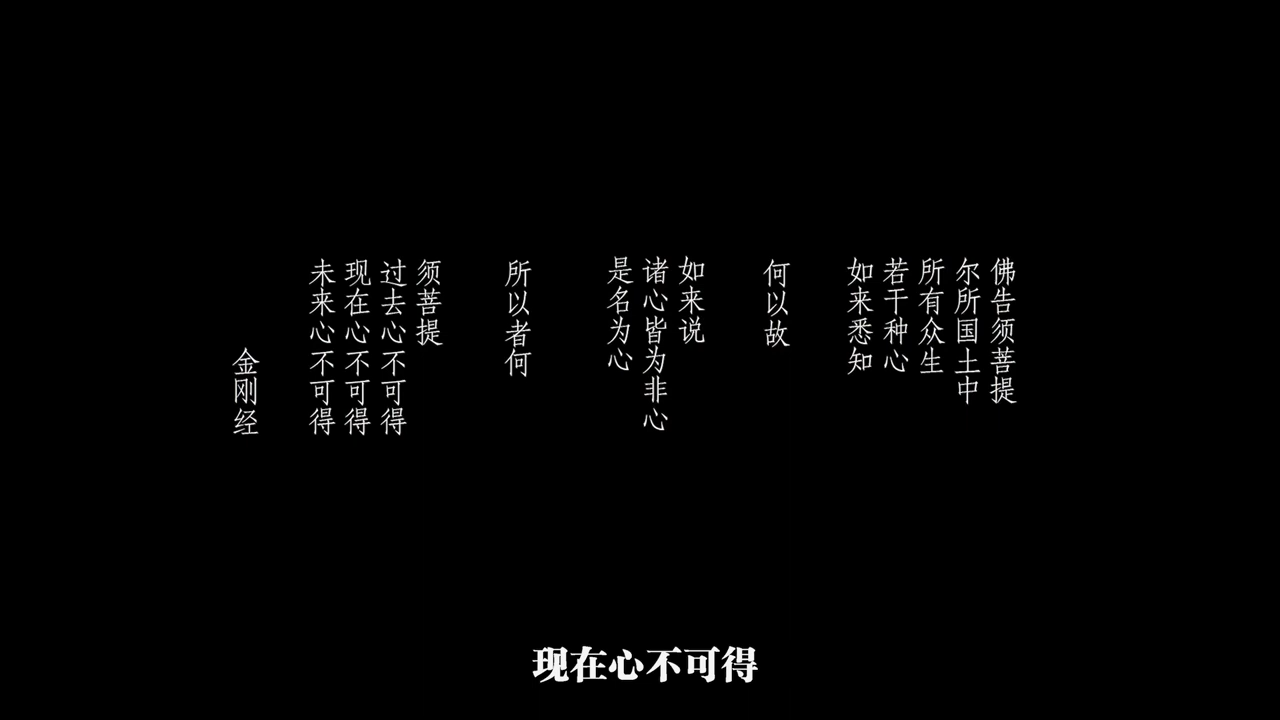 佛告须菩提
尔所国土中
所有众生
若干种心
如来悉知
何以故
如来说
诸心皆为非心
是名为心
所以者何
须菩提
过去心不可得
现在心不可得
未来心不可得
金刚经
现在心不可得